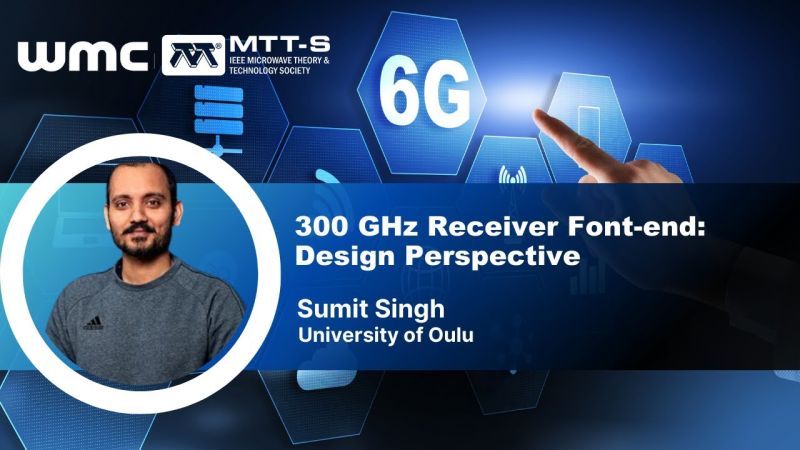 wmc
MTT-S
IEEE MICROWAVE THEORY &
TECHNOLOGY SOCIETY
6G
300 GHz Receiver Font-end:
Design Perspective
Sumit Singh
University of Oulu
adidas